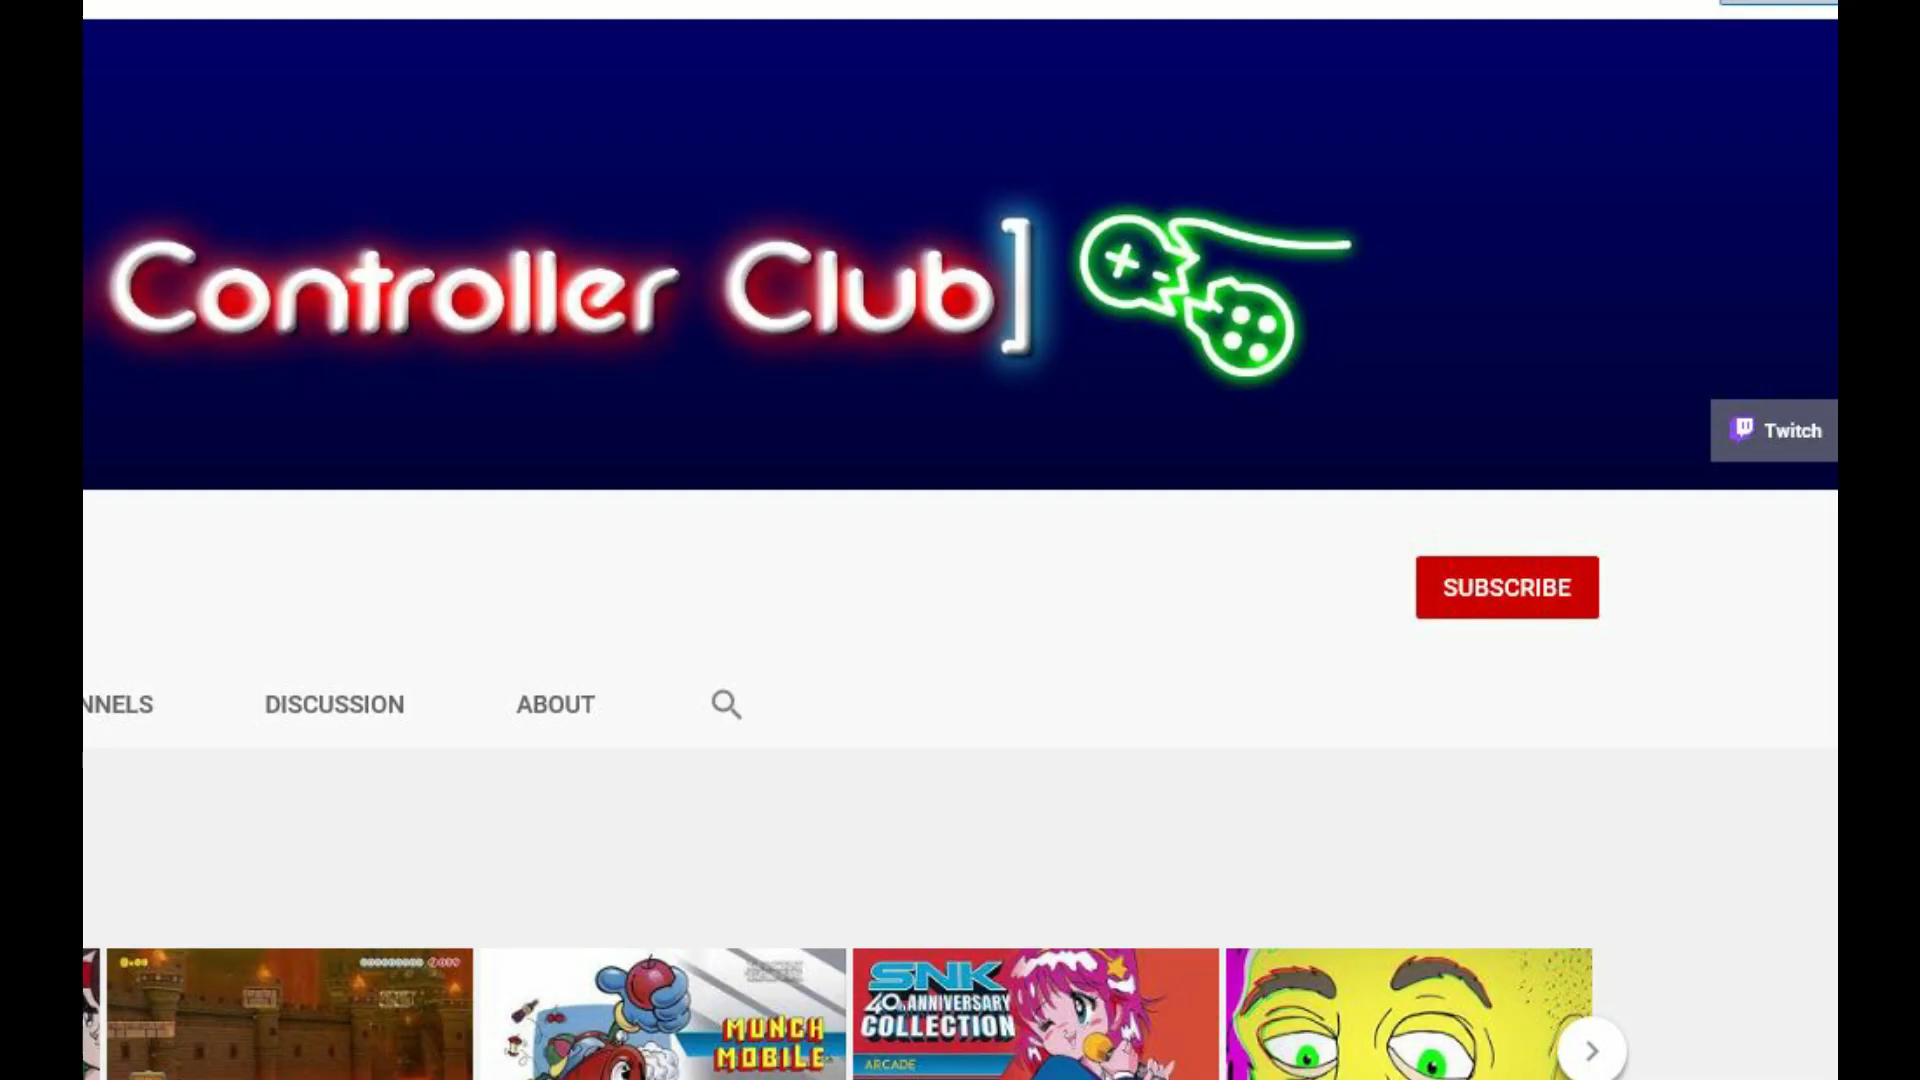 Controller Club]
Twitch
SUBSCRIBE
NNELS
DISCUSSION
ABOUT
MUNCH
MOBILE
SNK
40th ANNIVERSARY
COLLECTION
ARCADE